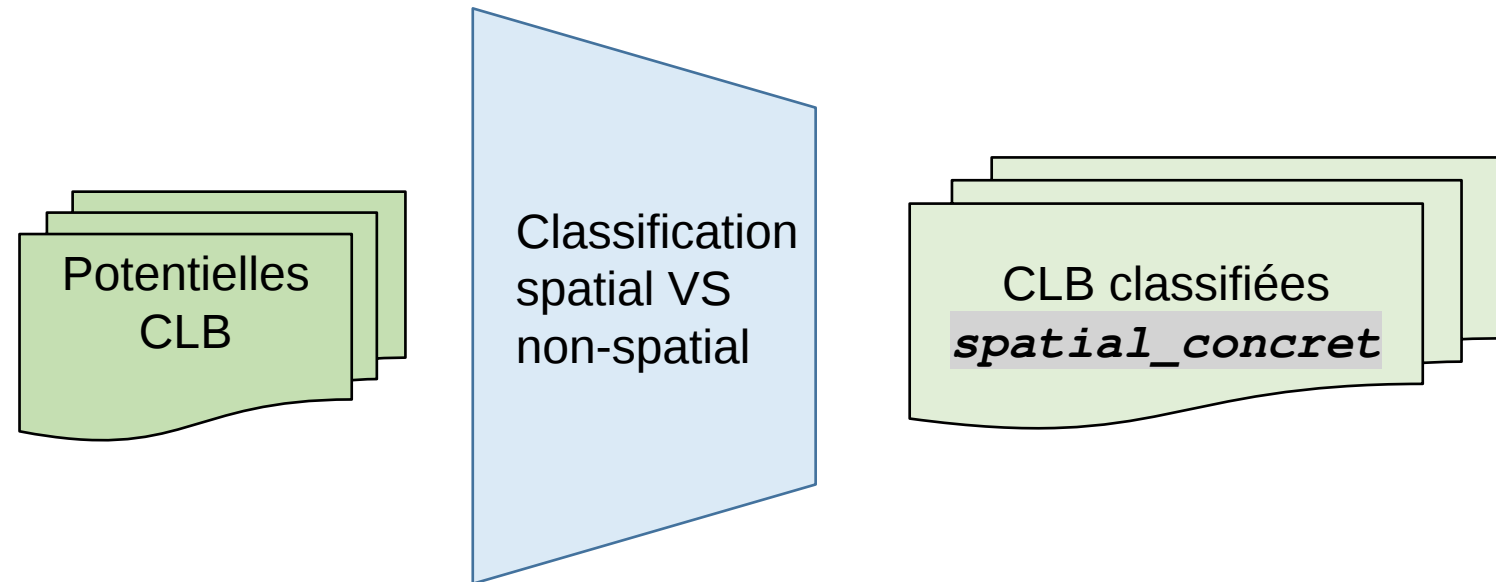 Potentielles
CLB
Classification
spatial VS
non-spatial
CLB classifiées
spatial_concret